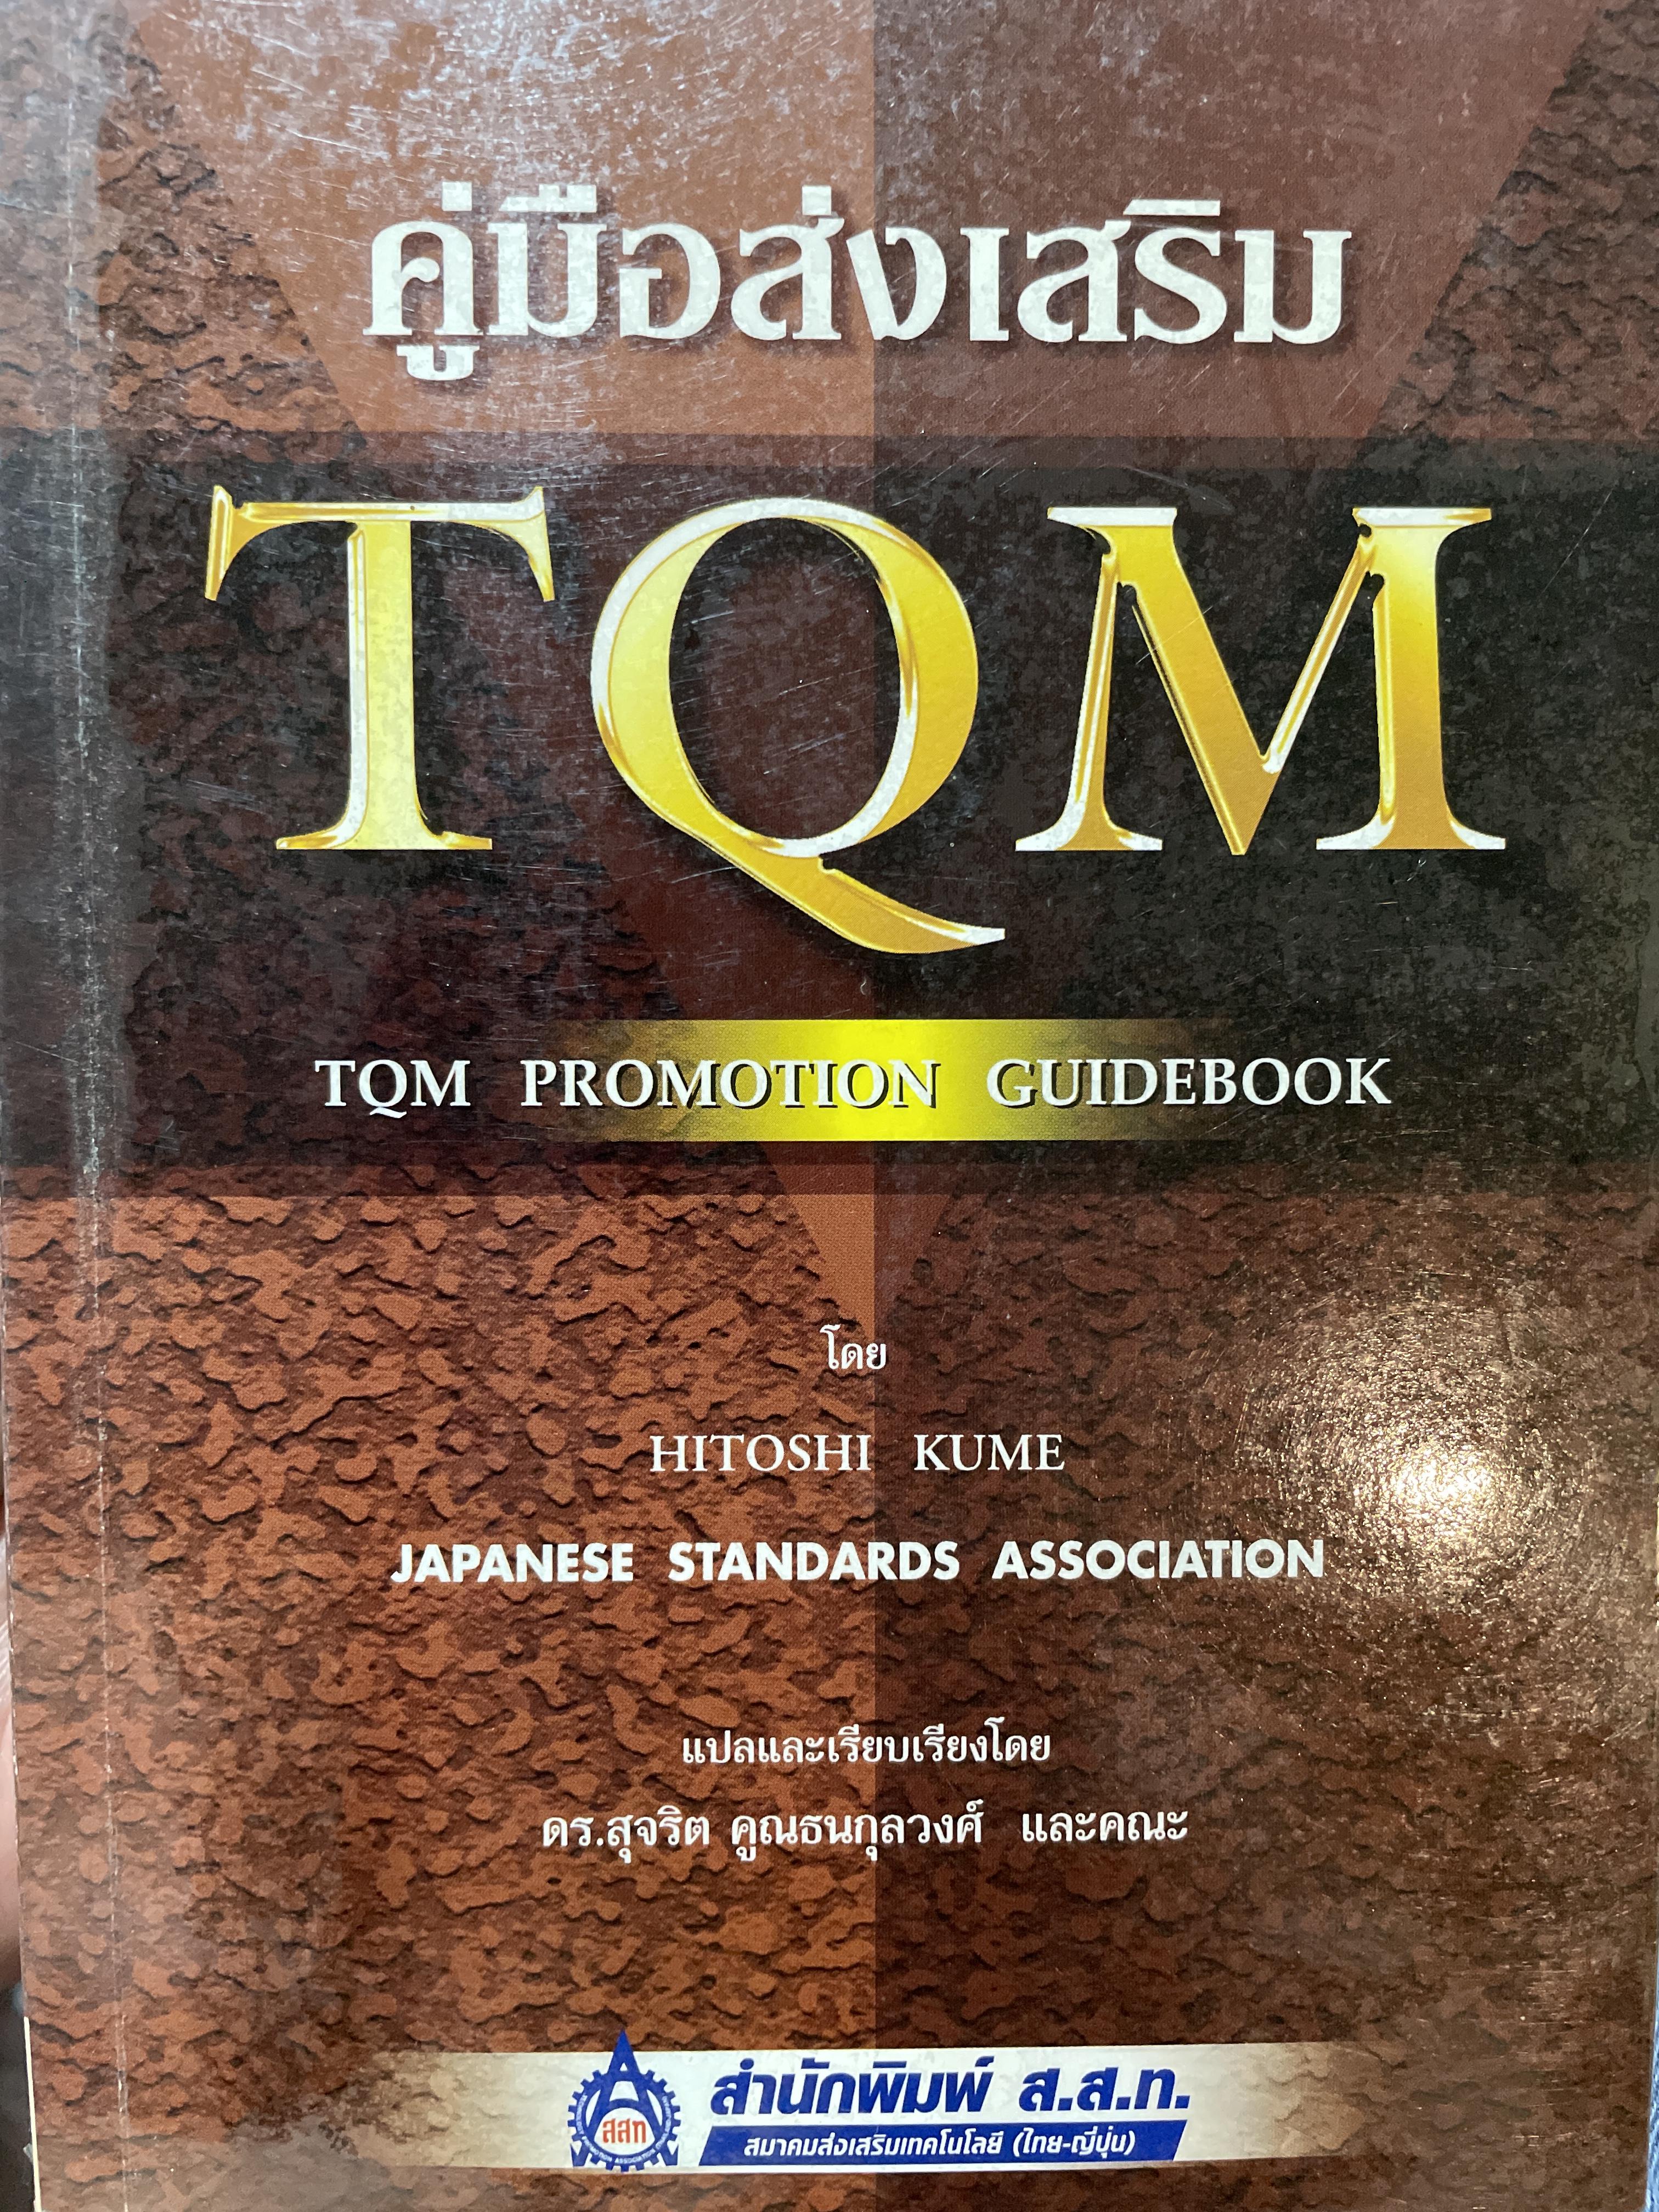 คู่มือส่งเสริม
TQM
TQM PROMOTION GUIDEBOOK
โดย
HITOSHI KUME
JAPANESE STANDARDS ASSOCIATION
แปลและเรียบเรียงโดย
ดร.สุจริต คูณธนกุลวงศ์ และคณะ
สสท
สำนักพิมพ์ ส.ส.ท.
สมาคมส่งเสริมเทคโนโลยี (ไทย-ญี่ปุ่น)